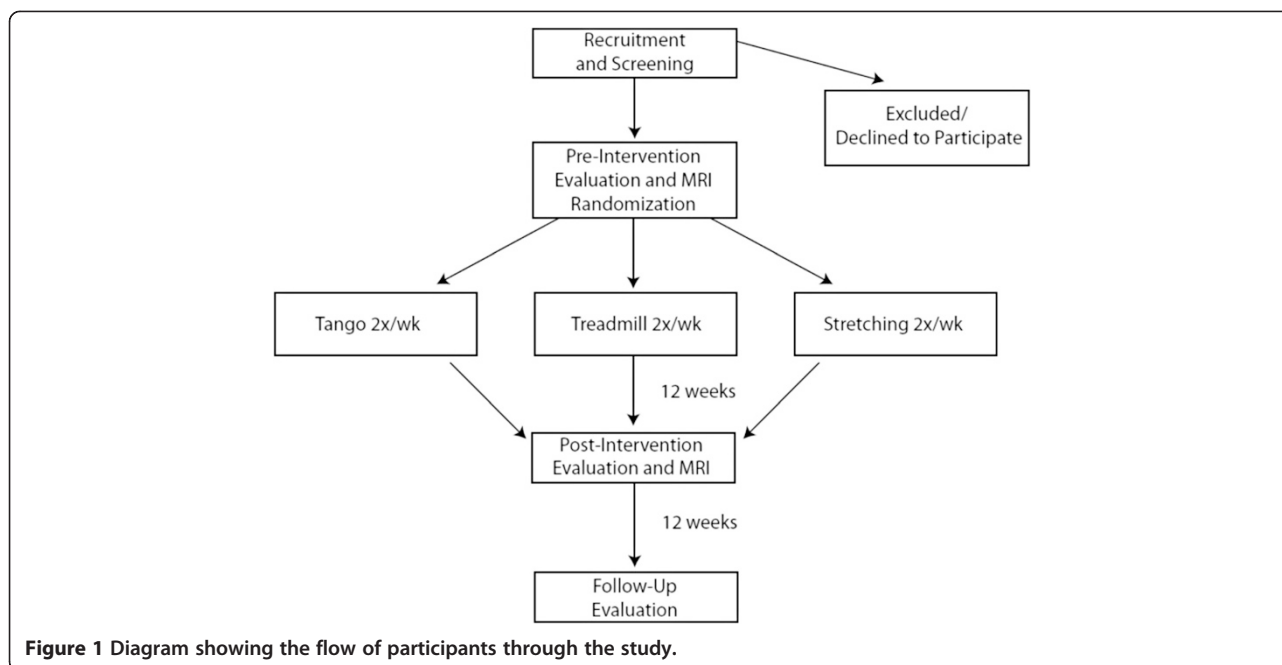 Recruitment
and Screening
Excluded/
Declined to Participate
Pre-Intervention
Evaluation and MRI
Randomization
Tango 2x/wk
Treadmill 2x/wk
Stretching 2x/wk
12 weeks
Post-Intervention
Evaluation and MRI
12 weeks
Follow-Up
Evaluation
Figure 1 Diagram showing the flow of participants through the study.